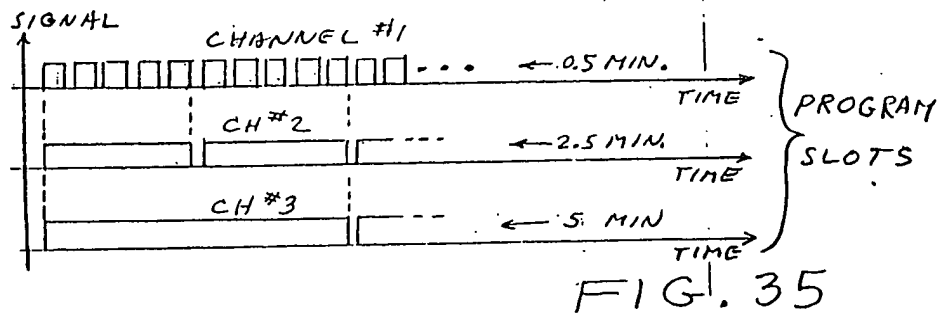 SIGNAL
CHANNEL #1
← 0.5 MIN.
TIME
CH #2
← 2.5 MIN.
TIME
CH #3
← 5. MIN
TIME
PROGRAM
SLOTS
FIG. 35